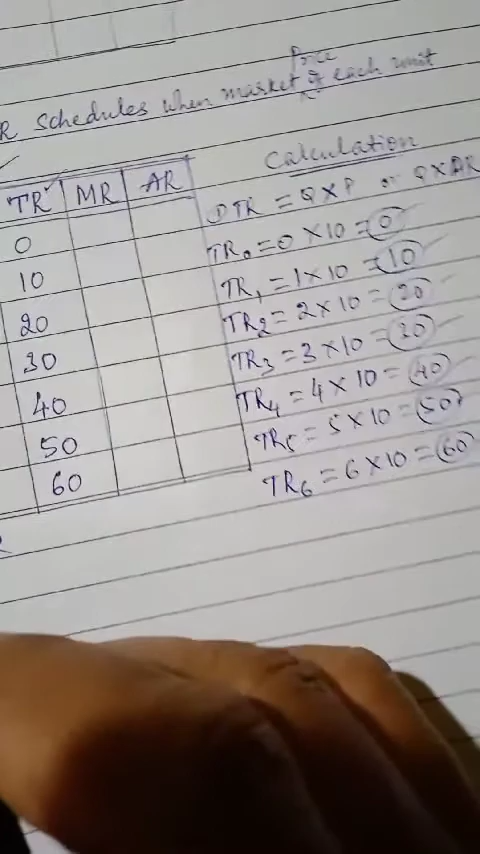 Price
R Schedules when market of each unit
TR MR AR
0
10
20
30
40
50
60
Calculation
① TR = Q × P or Q × AR
TR₀ = 0 × 10 = 0
TR₁ = 1 × 10 = 10
TR₂ = 2 × 10 = 20
TR₃ = 3 × 10 = 30
TR₄ = 4 × 10 = 40
TR₅ = 5 × 10 = 50
TR₆ = 6 × 10 = 60